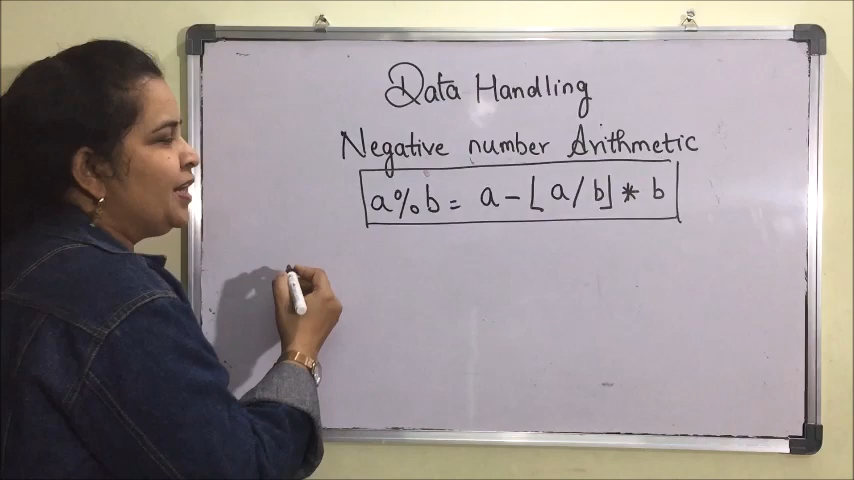 Data Handling
Negative number Arithmetic
a%b = a - ⌊a/b⌋ * b